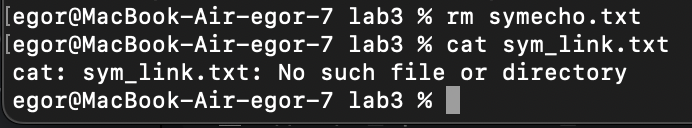 [egor@MacBook-Air-egor-7 lab3 % rm symecho.txt
[egor@MacBook-Air-egor-7 lab3 % cat sym_link.txt
cat: sym_link.txt: No such file or directory
egor@MacBook-Air-egor-7 lab3 %